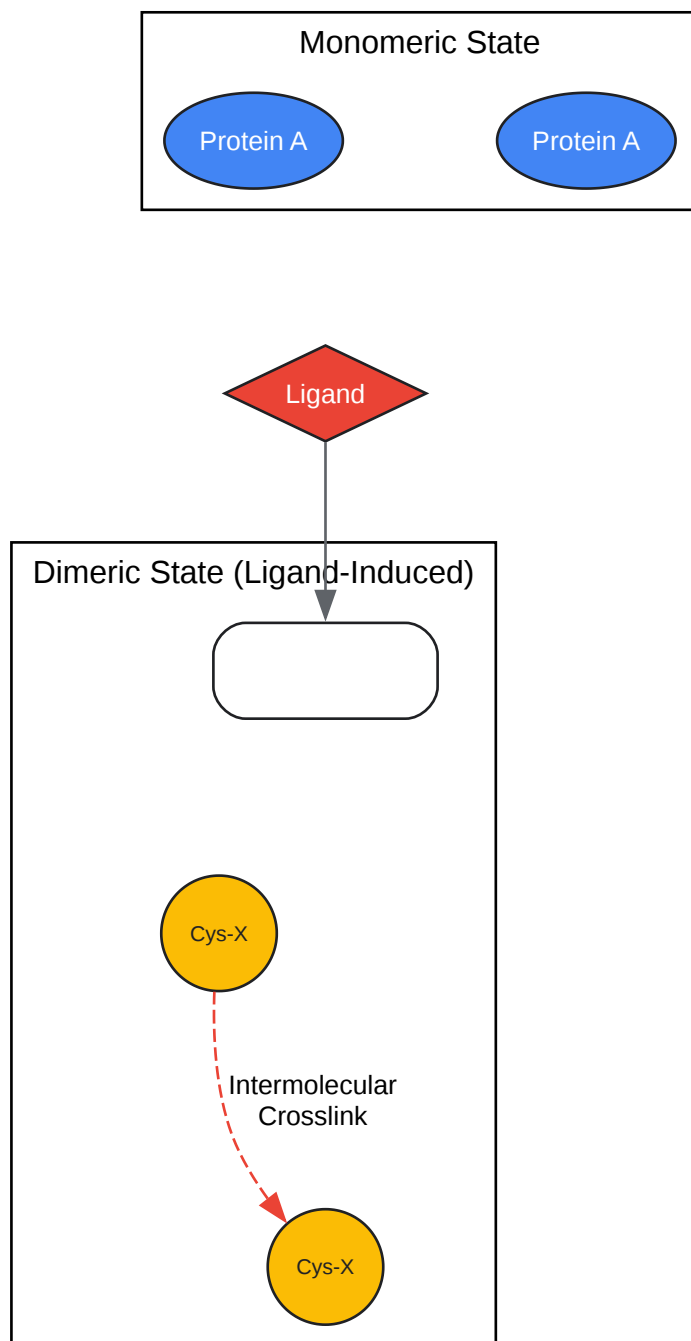 Monomeric State
Protein A
Protein A
Ligand
Dimeric State (Ligand-Induced)
Cys-X
Intermolecular
Crosslink
Cys-X